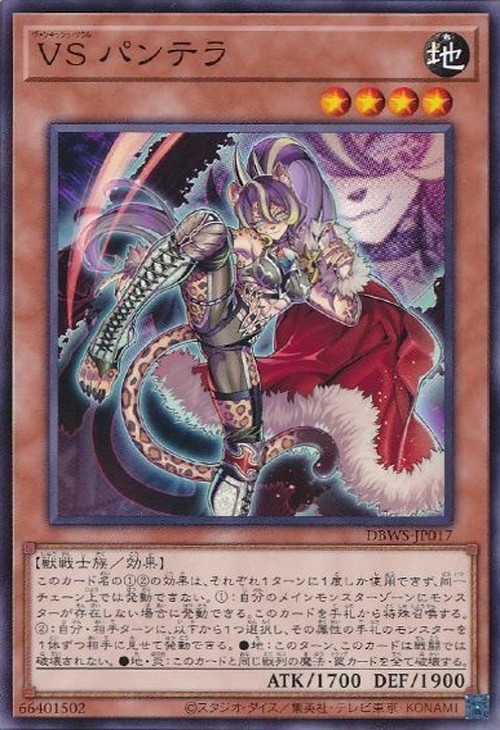 ヴァンキッシュ・ソウル
VS パンテラ
地
DBWS-JP017
【獣戦士族／効果】
このカード名の①②の効果は、それぞれ1ターンに1度しか使用できず、同一
チェーン上では発動できない。①：自分のメインモンスターゾーンにモンス
ターが存在しない場合に発動できる。このカードを手札から特殊召喚する。
②：自分・相手ターンに、以下から1つ選択し、その属性の手札のモンスターを
1体ずつ相手に見せて発動できる。●地：このターン、このカードは戦闘では
破壊されない。●地・炎：このカードと同じ縦列の魔法・罠カードを全て破壊する。
ATK/1700 DEF/1900
66401502
©スタジオ・ダイス／集英社・テレビ東京・KONAMI